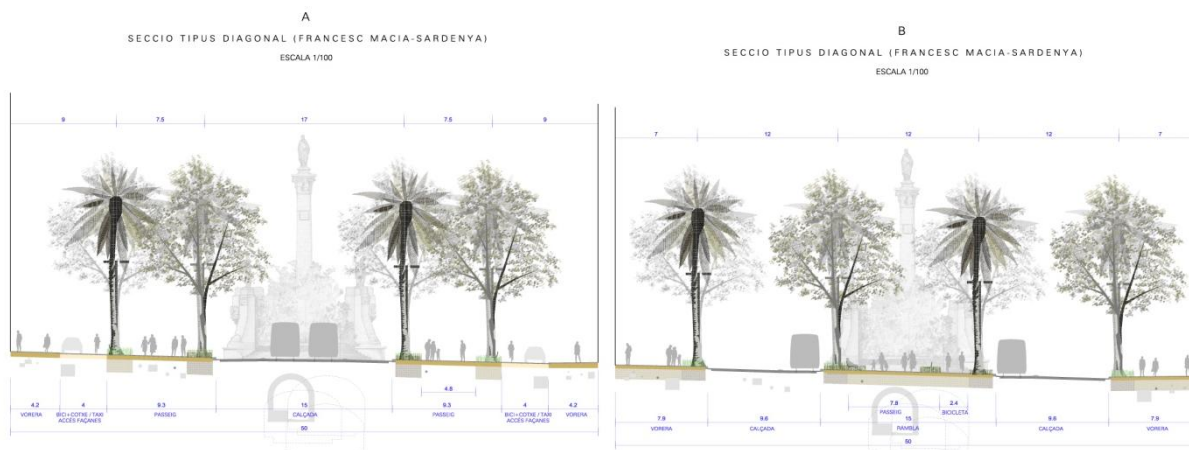 A
SECCIO TIPUS DIAGONAL (FRANCESC MACIA-SARDENYA)
ESCALA 1/100
9 7.5 17 7.5 9
4.8
4.2 4 9.3 15 9.3 4 4.2
VORERA BICI+COTXE / TAXI PASSEIG CALÇADA PASSEIG BICI+COTXE / TAXI VORERA
ACCÉS FAÇANES ACCÉS FAÇANES
50
B
SECCIO TIPUS DIAGONAL (FRANCESC MACIA-SARDENYA)
ESCALA 1/100
7 12 12 12 7
7.8 2.4
PASSEIG BICICLETA
7.9 9.6 15 9.6 7.9
VORERA CALÇADA RAMBLA CALÇADA VORERA
50